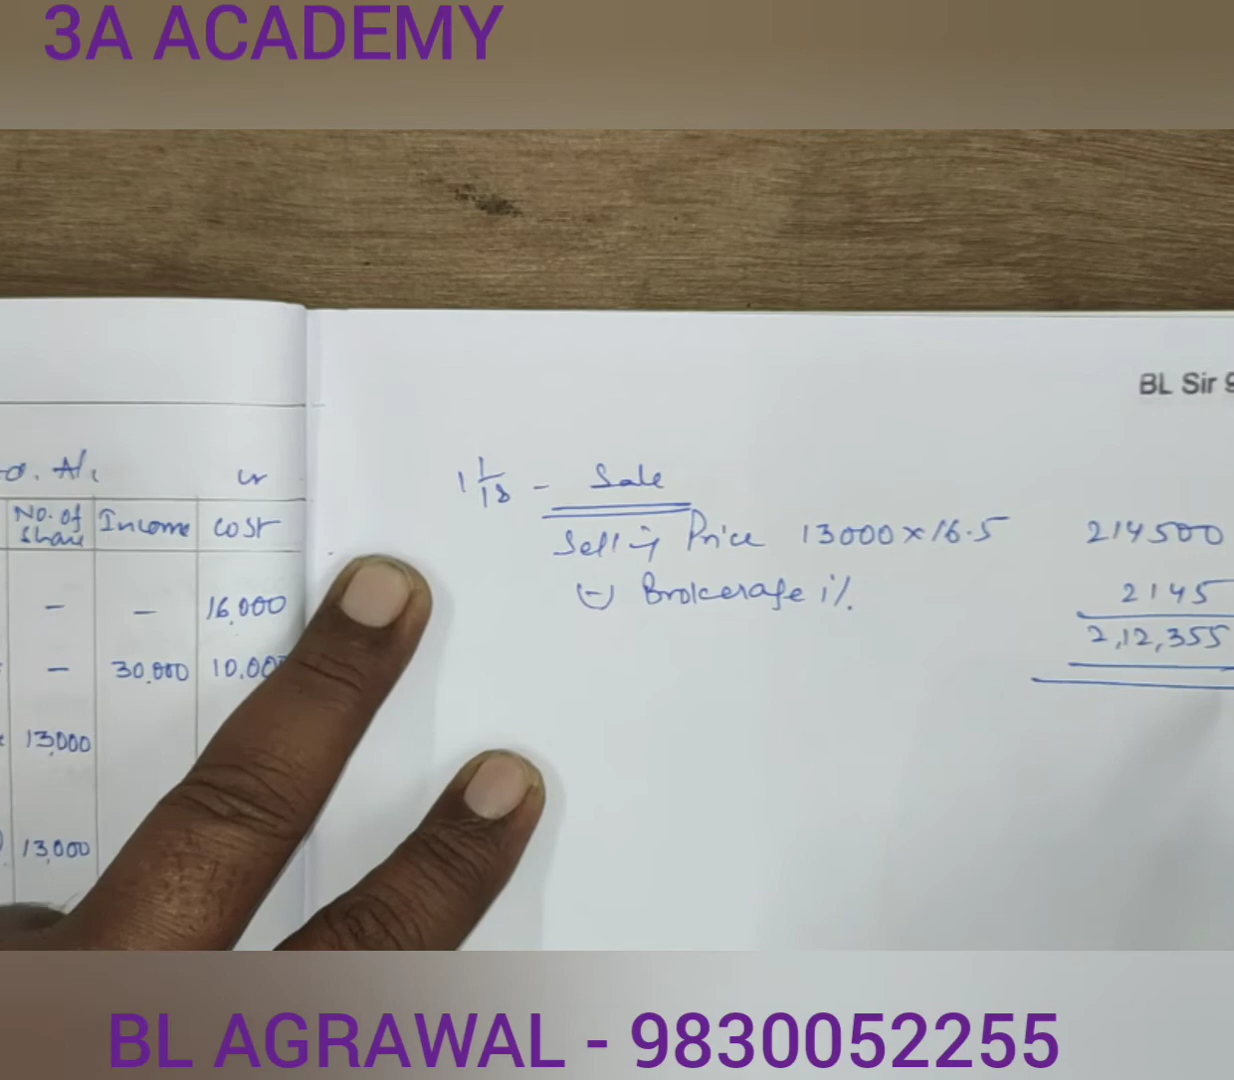 3A ACADEMY
BL Sir
o. A/c Cr
No. of Share Income Cost
- - 16,000
- 30,000 10,00
13,000
13,000
1 1/18 - Sale
Selling Price 13000 x 16.5 214500
(-) Brokerage 1% 2145
2,12,355
BL AGRAWAL - 9830052255